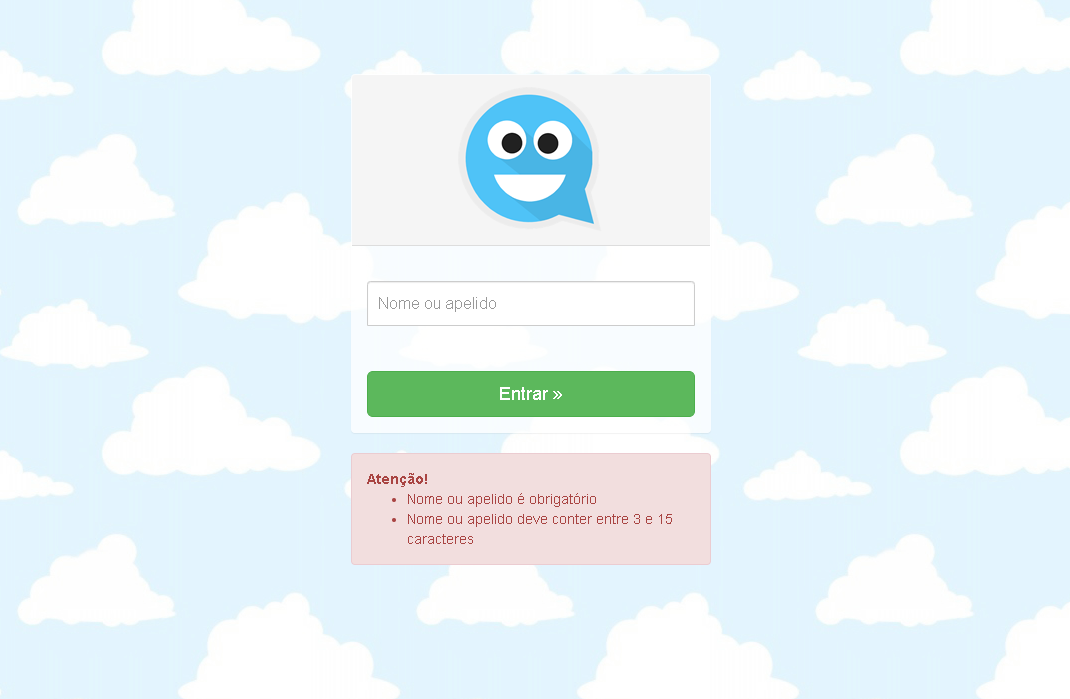 Nome ou apelido
Entrar »
Atenção!
• Nome ou apelido é obrigatório
• Nome ou apelido deve conter entre 3 e 15
caracteres